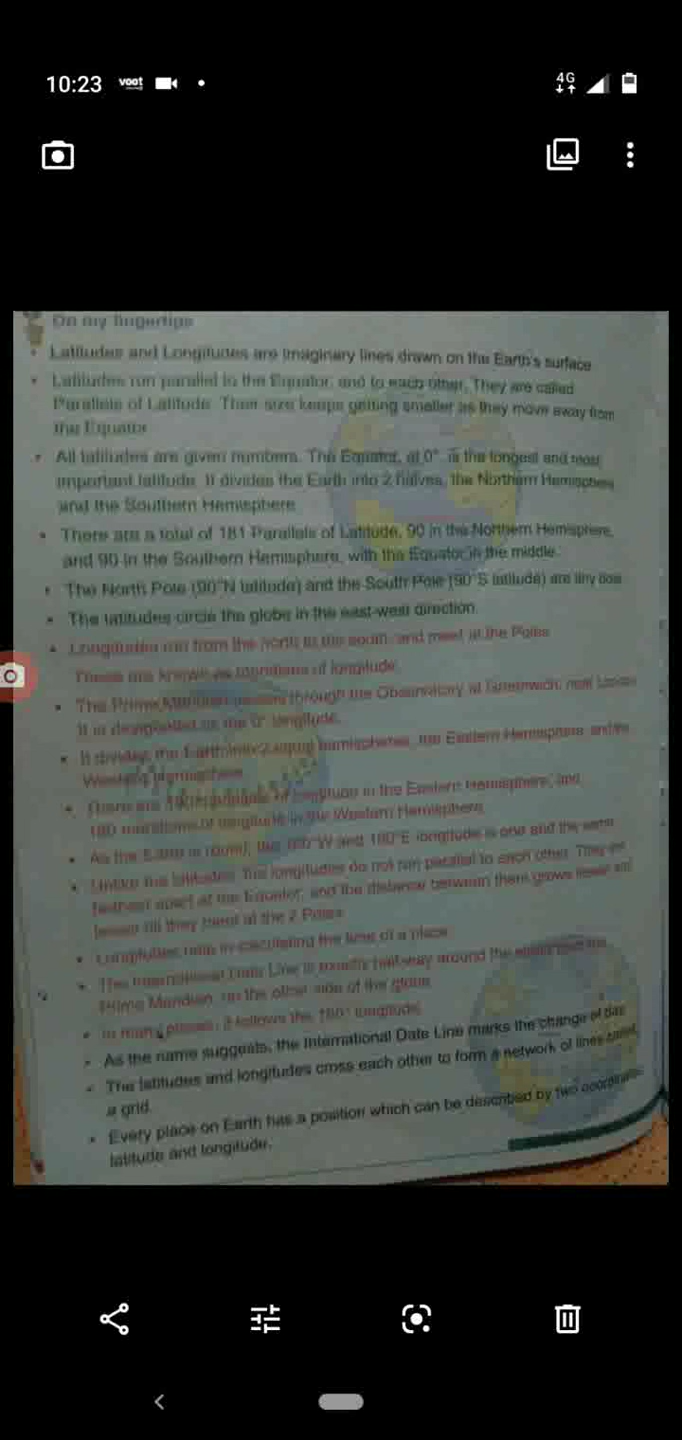 10:23 voot 4G
On my fingertips
Latitudes and Longitudes are imaginary lines drawn on the Earth's surface
Latitudes run parallel to the Equator, and to each other. They are called
Parallels of Latitude. Their size keeps getting smaller as they move away from
the Equator
All latitudes are given numbers. The Equator, at 0° is the longest and most
important latitude. It divides the Earth into 2 halves, the Northern Hemisphere
and the Southern Hemisphere
There are a total of 181 Parallels of Latitude, 90 in the Northern Hemisphere,
and 90 in the Southern Hemisphere, with the Equator in the middle.
The North Pole (90°N latitude) and the South Pole (90°S latitude) are tiny dots
The latitudes circle the globe in the east-west direction.
Longitudes run from the north to the south, and meet at the Poles
These are known as meridians of longitude.
The Prime Meridian passes through the Observatory at Greenwich, near London
It is designated as the 0° longitude.
It divides the Earth into 2 equal hemispheres, the Eastern Hemisphere and the
Western Hemisphere
There are 180 meridians of longitude in the Eastern Hemisphere, and
180 meridians of longitude in the Western Hemisphere
As the Earth is round, the 180°W and 180°E longitude is one and the same
Unlike the latitudes, the longitudes do not run parallel to each other. They are
farthest apart at the Equator, and the distance between them grows lesser and
lesser till they meet at the 2 Poles
Longitudes help in calculating the time of a place
The International Date Line is exactly half-way around the world from the
Prime Meridian, on the other side of the globe
In many places, it follows the 180° longitude
As the name suggests, the International Date Line marks the change of day
The latitudes and longitudes cross each other to form a network of lines called
a grid.
Every place on Earth has a position which can be described by two coordinates
latitude and longitude.